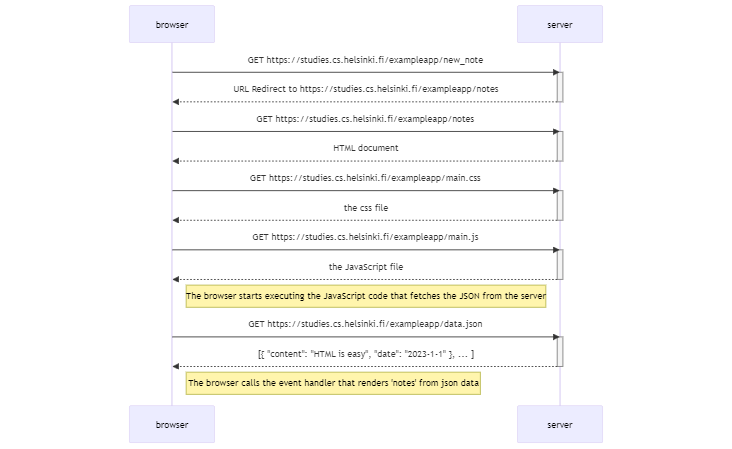 browser server
GET https://studies.cs.helsinki.fi/exampleapp/new_note
URL Redirect to https://studies.cs.helsinki.fi/exampleapp/notes
GET https://studies.cs.helsinki.fi/exampleapp/notes
HTML document
GET https://studies.cs.helsinki.fi/exampleapp/main.css
the css file
GET https://studies.cs.helsinki.fi/exampleapp/main.js
the JavaScript file
The browser starts executing the JavaScript code that fetches the JSON from the server
GET https://studies.cs.helsinki.fi/exampleapp/data.json
[{ "content": "HTML is easy", "date": "2023-1-1" }, ... ]
The browser calls the event handler that renders 'notes' from json data
browser server